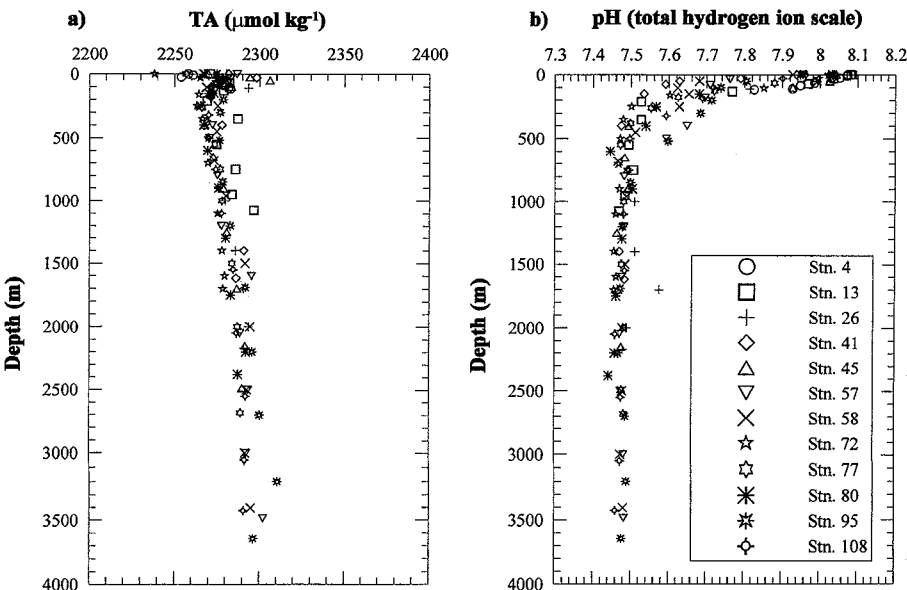 a)
TA (μmol kg⁻¹)
2200 2250 2300 2350 2400
0
500
1000
1500
2000
2500
3000
3500
4000
Depth (m)
b)
pH (total hydrogen ion scale)
7.3 7.4 7.5 7.6 7.7 7.8 7.9 8 8.1 8.2
0
500
1000
1500
2000
2500
3000
3500
4000
Depth (m)
Stn. 4
Stn. 13
Stn. 26
Stn. 41
Stn. 45
Stn. 57
Stn. 58
Stn. 72
Stn. 77
Stn. 80
Stn. 95
Stn. 108